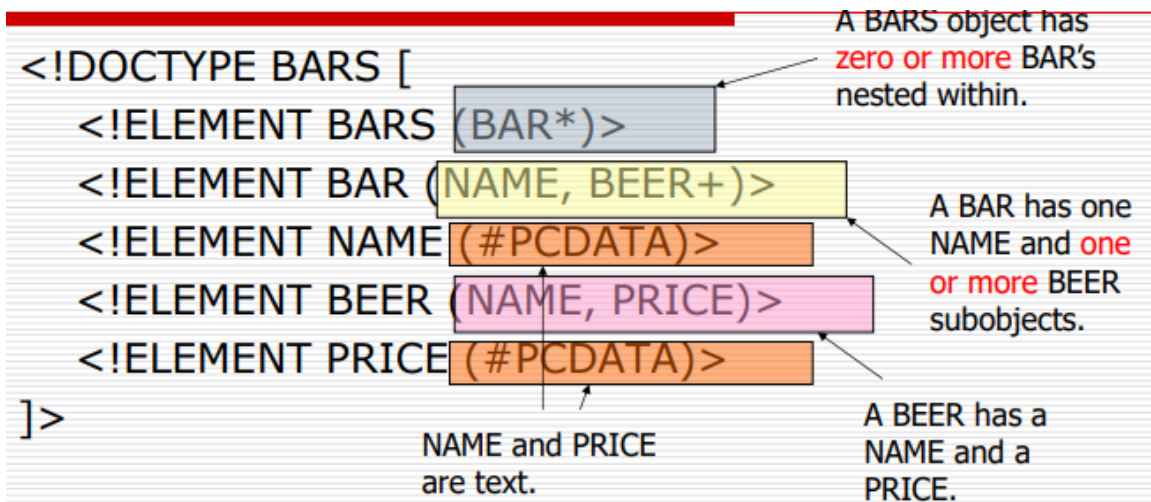 A BARS object has
zero or more BAR’s
nested within.
<!DOCTYPE BARS [
<!ELEMENT BARS (BAR*)>
<!ELEMENT BAR (NAME, BEER+)>
<!ELEMENT NAME (#PCDATA)>
<!ELEMENT BEER (NAME, PRICE)>
<!ELEMENT PRICE (#PCDATA)>
]>
A BAR has one
NAME and one
or more BEER
subobjects.
NAME and PRICE
are text.
A BEER has a
NAME and a
PRICE.